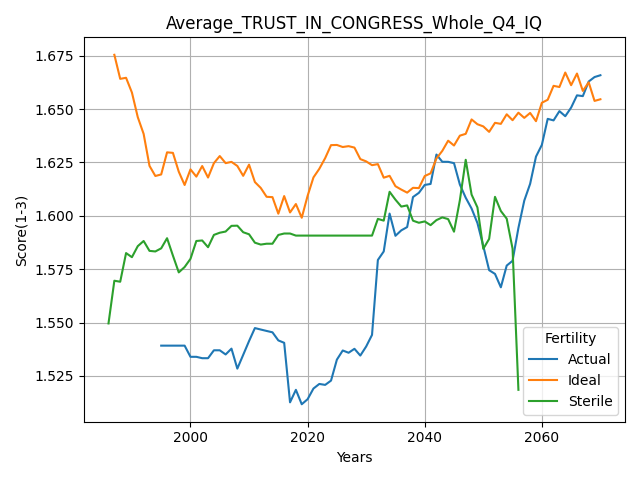 Average_TRUST_IN_CONGRESS_Whole_Q4_IQ
Score(1-3)
1.675
1.650
1.625
1.600
1.575
1.550
1.525
2000
2020
2040
2060
Years
Fertility
Actual
Ideal
Sterile